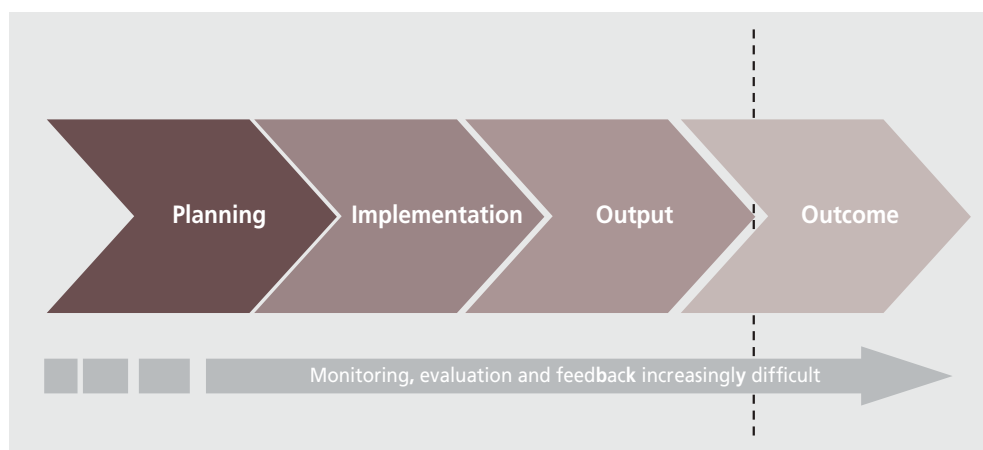 Planning
Implementation
Output
Outcome
Monitoring, evaluation and feedback increasingly difficult